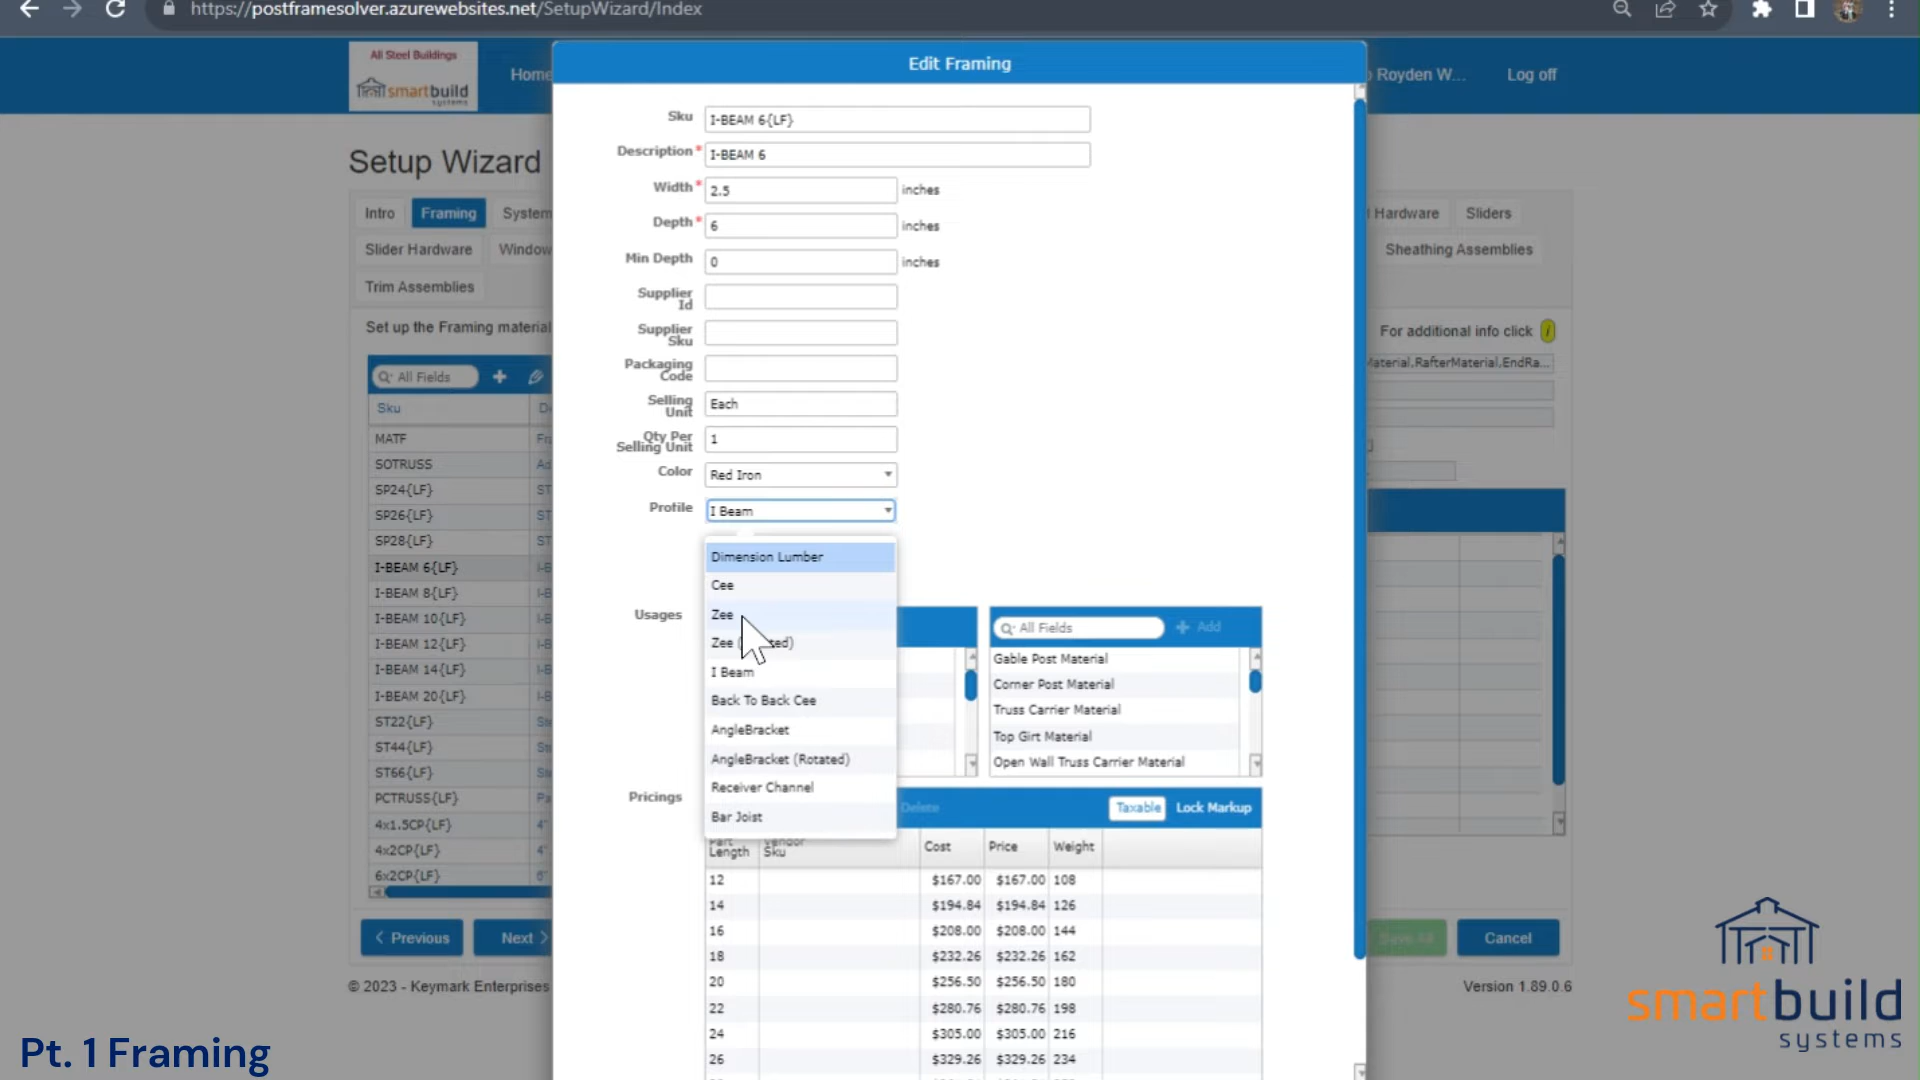 https://postframesolver.azurewebsites.net/SetupWizard/Index
All Steel Buildings
smartbuild
systems
Home
Royden W...
Log off
Setup Wizard
Intro
Framing
System
Hardware
Sliders
Slider Hardware
Window
Sheathing Assemblies
Trim Assemblies
Set up the Framing material
For additional info click
i
Material,RafterMaterial,EndRa...
All Fields
Sku
MATF
SOTRUSS
SP24{LF}
SP26{LF}
SP28{LF}
I-BEAM 6{LF}
I-BEAM 8{LF}
I-BEAM 10{LF}
I-BEAM 12{LF}
I-BEAM 14{LF}
I-BEAM 20{LF}
ST22{LF}
ST44{LF}
ST66{LF}
PCTRUSS{LF}
4x1.5CP{LF}
4x2CP{LF}
6x2CP{LF}
< Previous
Next >
Save All
Cancel
© 2023 - Keymark Enterprises
Version 1.89.0.6
Edit Framing
Sku I-BEAM 6{LF}
Description * I-BEAM 6
Width * 2.5 inches
Depth * 6 inches
Min Depth 0 inches
Supplier Id
Supplier Sku
Packaging Code
Selling Unit Each
Qty Per Selling Unit 1
Color Red Iron
Profile I Beam
Dimension Lumber
Cee
Zee
Zee
I Beam
Back To Back Cee
AngleBracket
AngleBracket (Rotated)
Receiver Channel
Bar Joist
Usages
All Fields
+ Add
Gable Post Material
Corner Post Material
Truss Carrier Material
Top Girt Material
Open Wall Truss Carrier Material
Pricings
Delete
Taxable
Lock Markup
Part Length Vendor Sku Cost Price Weight
12 $167.00 $167.00 108
14 $194.84 $194.84 126
16 $208.00 $208.00 144
18 $232.26 $232.26 162
20 $256.50 $256.50 180
22 $280.76 $280.76 198
24 $305.00 $305.00 216
26 $329.26 $329.26 234
Pt. 1 Framing
smartbuild
systems